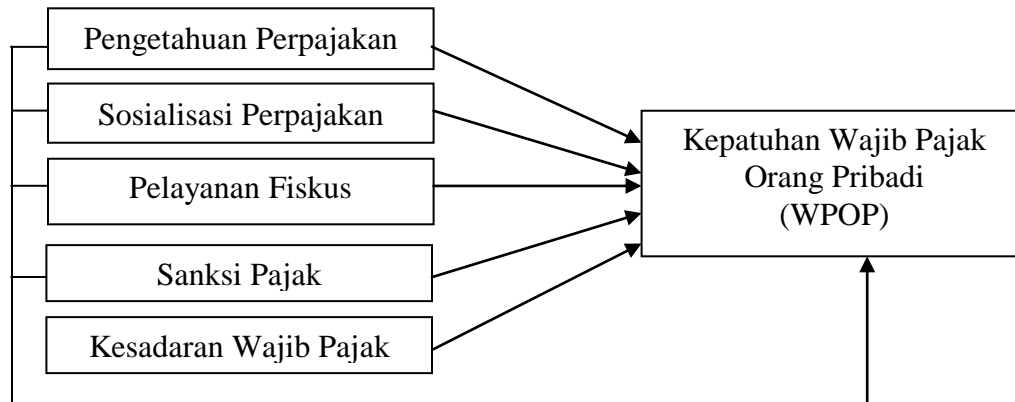 Pengetahuan Perpajakan
Sosialisasi Perpajakan
Pelayanan Fiskus
Sanksi Pajak
Kesadaran Wajib Pajak
Kepatuhan Wajib Pajak
Orang Pribadi
(WPOP)